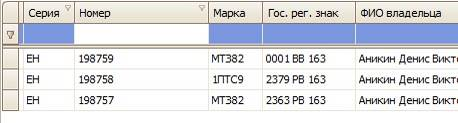 Серия Номер Марка Гос. рег. знак ФИО владельца
ЕН 198759 МТ382 0001 ВВ 163 Аникин Денис Викт
ЕН 198758 1ПТС9 2379 РВ 163 Аникин Денис Викт
ЕН 198757 МТ382 2363 РВ 163 Аникин Денис Викт